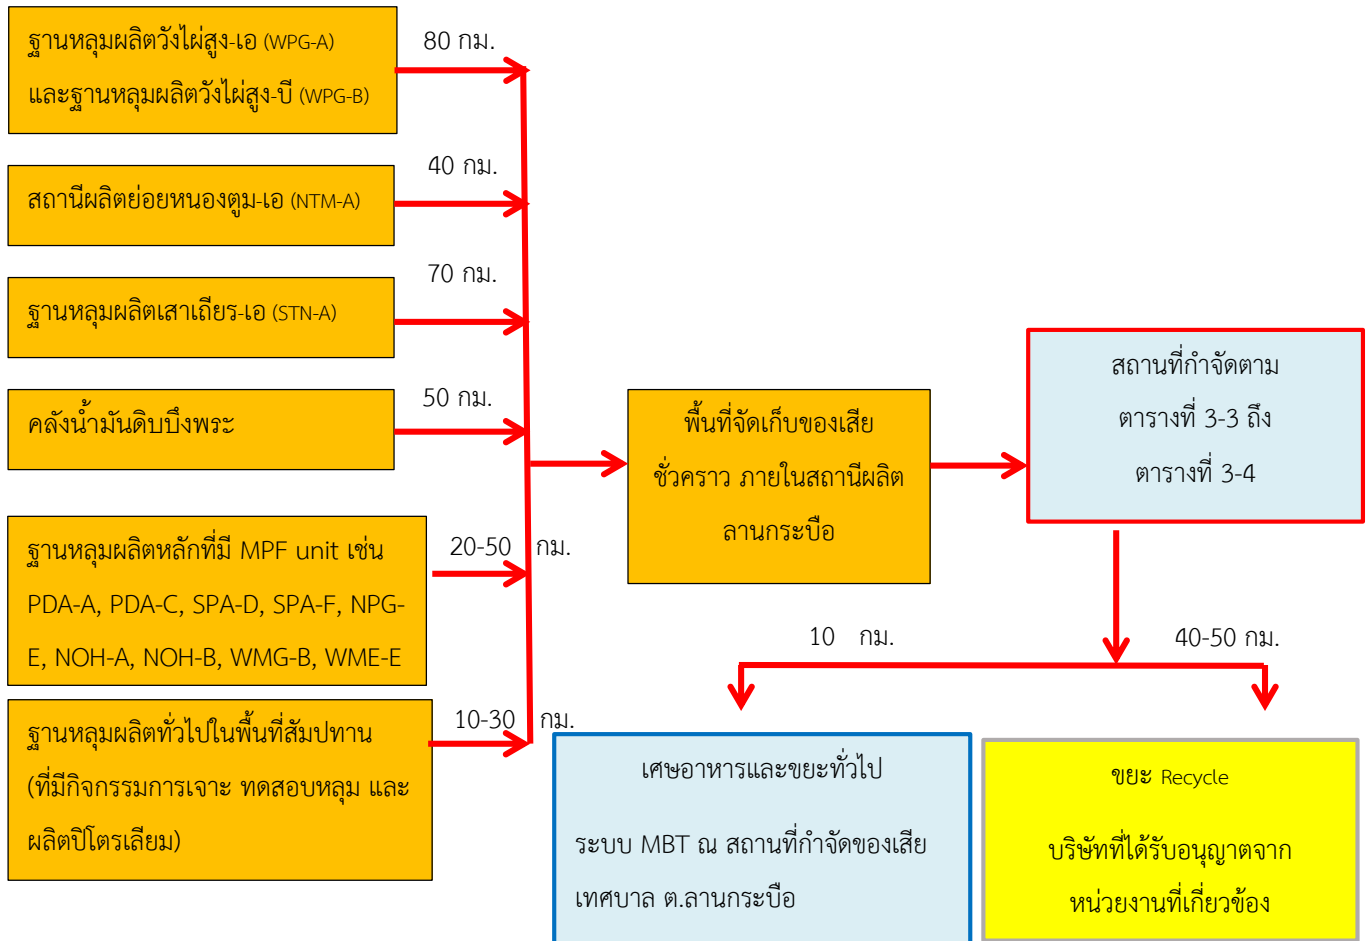 ฐานหลุมผลิตวังไผ่สูง-เอ (WPG-A)
และฐานหลุมผลิตวังไผ่สูง-บี (WPG-B)
80 กม.
สถานีผลิตย่อยหนองตูม-เอ (NTM-A)
40 กม.
ฐานหลุมผลิตเสาเถียร-เอ (STN-A)
70 กม.
คลังน้ำมันดิบบึงพระ
50 กม.
ฐานหลุมผลิตหลักที่มี MPF unit เช่น
PDA-A, PDA-C, SPA-D, SPA-F, NPG-
E, NOH-A, NOH-B, WMG-B, WME-E
20-50 กม.
ฐานหลุมผลิตทั่วไปในพื้นที่สัมปทาน
(ที่มีกิจกรรมการเจาะ ทดสอบหลุม และ
ผลิตปิโตรเลียม)
10-30 กม.
พื้นที่จัดเก็บของเสีย
ชั่วคราว ภายในสถานีผลิต
ลานกระบือ
สถานที่กำจัดตาม
ตารางที่ 3-3 ถึง
ตารางที่ 3-4
10 กม.
40-50 กม.
เศษอาหารและขยะทั่วไป
ระบบ MBT ณ สถานที่กำจัดของเสีย
เทศบาล ต.ลานกระบือ
ขยะ Recycle
บริษัทที่ได้รับอนุญาตจาก
หน่วยงานที่เกี่ยวข้อง